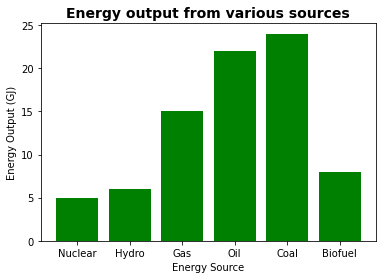 Energy output from various sources
Energy Output (GJ)
25
20
15
10
5
0
Nuclear Hydro Gas Oil Coal Biofuel
Energy Source